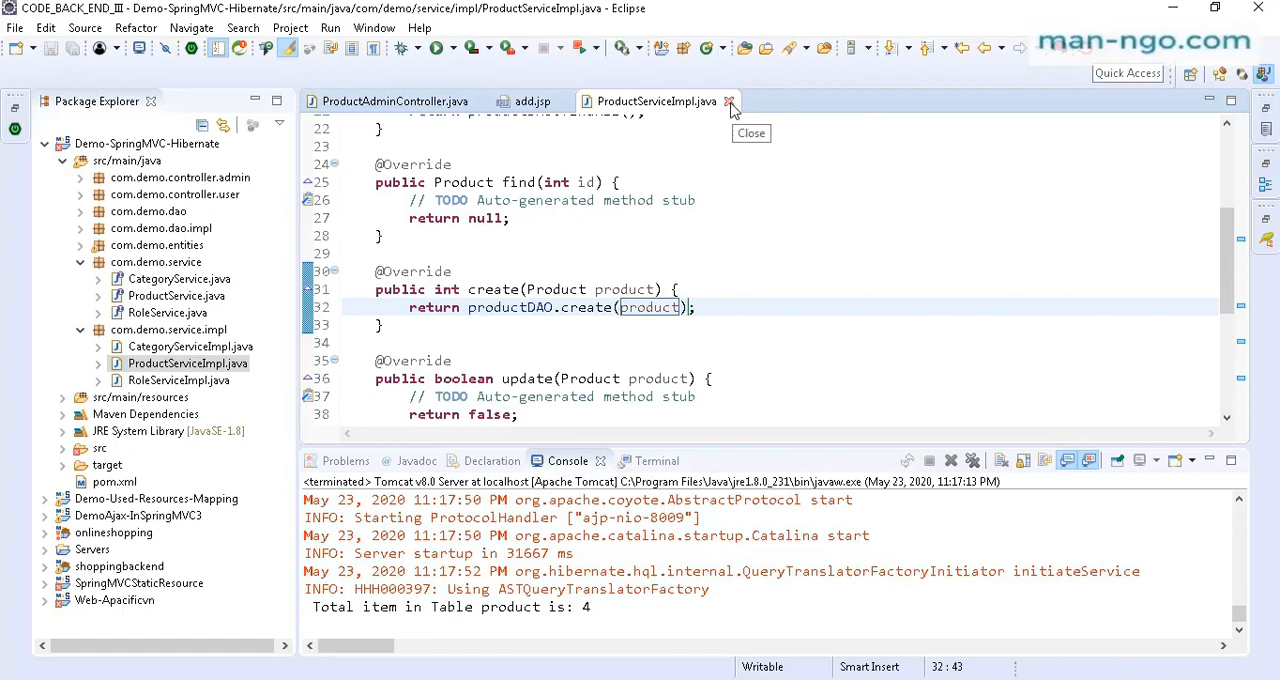 CODE_BACK_END_III - Demo-SpringMVC-Hibernate/src/main/java/com/demo/service/impl/ProductServiceImpl.java - Eclipse
File Edit Source Refactor Navigate Search Project Run Window Help
man-ngo.com
Quick Access
Package Explorer
Demo-SpringMVC-Hibernate
src/main/java
com.demo.controller.admin
com.demo.controller.user
com.demo.dao
com.demo.dao.impl
com.demo.entities
com.demo.service
CategoryService.java
ProductService.java
RoleService.java
com.demo.service.impl
CategoryServiceImpl.java
ProductServiceImpl.java
RoleServiceImpl.java
src/main/resources
Maven Dependencies
JRE System Library [JavaSE-1.8]
src
target
pom.xml
Demo-Used-Resources-Mapping
DemoAjax-InSpringMVC3
onlineshopping
Servers
shoppingbackend
SpringMVCStaticResource
Web-Apacificvn
ProductAdminController.java add.jsp ProductServiceImpl.java
Close
22 }
23
24 @Override
25 public Product find(int id) {
26 // TODO Auto-generated method stub
27 return null;
28 }
29
30 @Override
31 public int create(Product product) {
32 return productDAO.create(product);
33 }
34
35 @Override
36 public boolean update(Product product) {
37 // TODO Auto-generated method stub
38 return false;
Problems @ Javadoc Declaration Console Terminal
<terminated> Tomcat v8.0 Server at localhost [Apache Tomcat] C:\Program Files\Java\jre1.8.0_231\bin\javaw.exe (May 23, 2020 11:17:13 PM)
May 23, 2020 11:17:50 PM org.apache.coyote.AbstractProtocol start
INFO: Starting ProtocolHandler ["ajp-nio-8009"]
May 23, 2020 11:17:50 PM org.apache.catalina.startup.Catalina start
INFO: Server startup in 31667 ms
May 23, 2020 11:17:52 PM org.hibernate.hql.internal.QueryTranslatorFactoryInitiator initiateService
INFO: HHH000397: Using ASTQueryTranslatorFactory
Total item in Table product is: 4
Writable Smart Insert 32 : 43